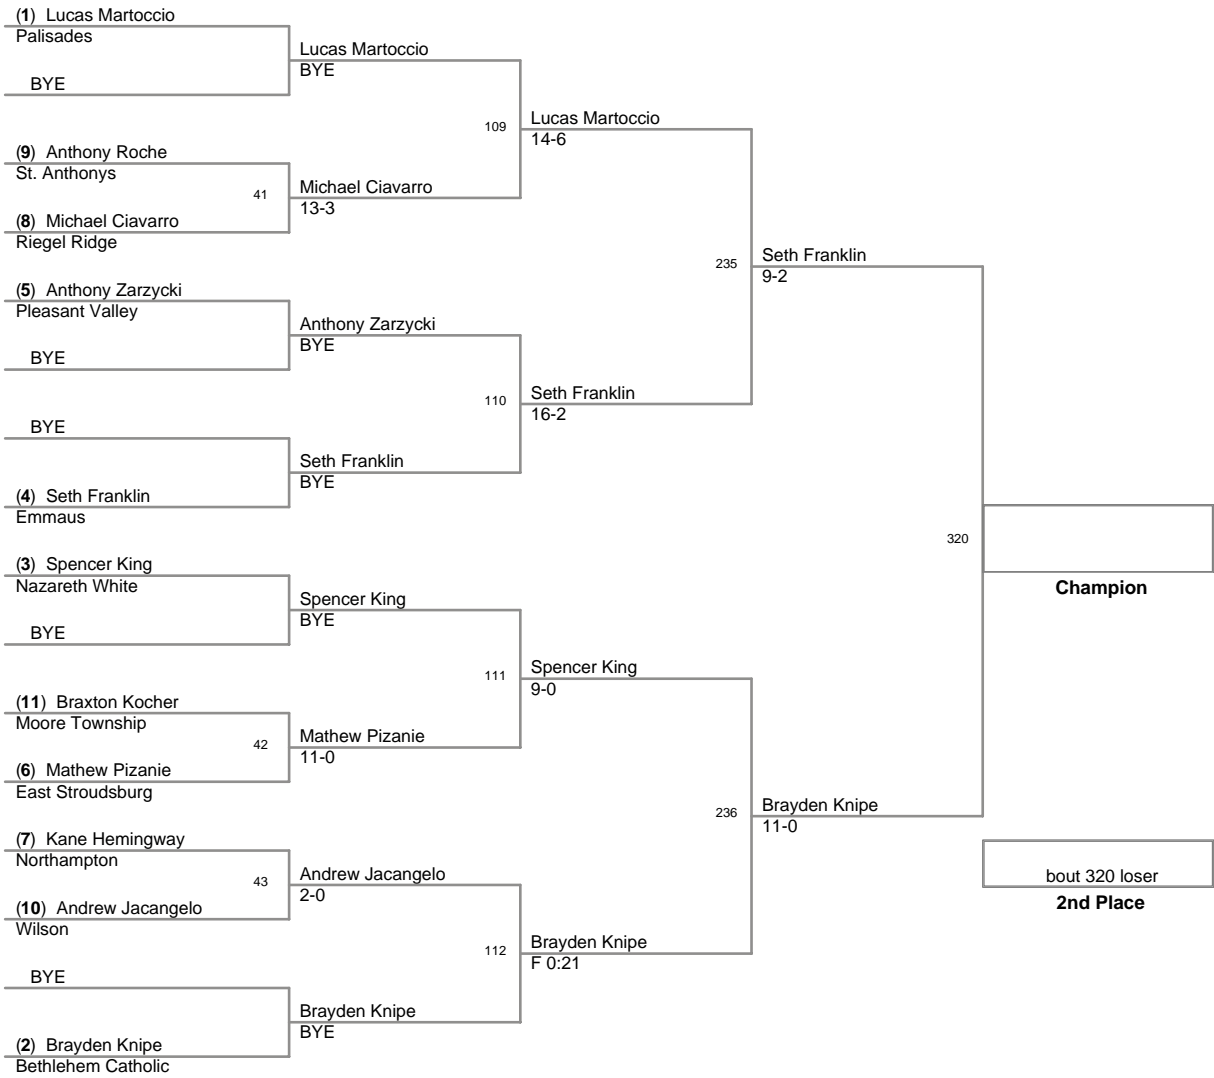 (1) Lucas Martoccio
Palisades
BYE
(9) Anthony Roche
St. Anthonys
(8) Michael Ciavarro
Riegel Ridge
(5) Anthony Zarzycki
Pleasant Valley
BYE
BYE
(4) Seth Franklin
Emmaus
(3) Spencer King
Nazareth White
BYE
(11) Braxton Kocher
Moore Township
(6) Mathew Pizanie
East Stroudsburg
(7) Kane Hemingway
Northampton
(10) Andrew Jacangelo
Wilson
BYE
(2) Brayden Knipe
Bethlehem Catholic
41
42
43
Lucas Martoccio
BYE
Michael Ciavarro
13-3
Anthony Zarzycki
BYE
Seth Franklin
BYE
Spencer King
BYE
Mathew Pizanie
11-0
Andrew Jacangelo
2-0
Brayden Knipe
BYE
109
110
111
112
Lucas Martoccio
14-6
Seth Franklin
16-2
Spencer King
9-0
Brayden Knipe
F 0:21
235
236
Seth Franklin
9-2
Brayden Knipe
11-0
320
Champion
bout 320 loser
2nd Place